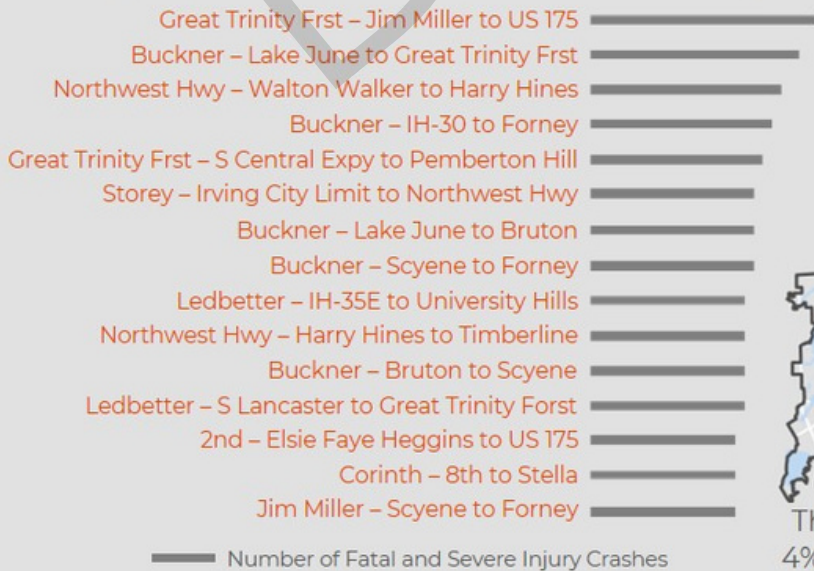 Great Trinity Frst – Jim Miller to US 175
Buckner – Lake June to Great Trinity Frst
Northwest Hwy – Walton Walker to Harry Hines
Buckner – IH-30 to Forney
Great Trinity Frst – S Central Expy to Pemberton Hill
Storey – Irving City Limit to Northwest Hwy
Buckner – Lake June to Bruton
Buckner – Scyene to Forney
Ledbetter – IH-35E to University Hills
Northwest Hwy – Harry Hines to Timberline
Buckner – Bruton to Scyene
Ledbetter – S Lancaster to Great Trinity Forst
2nd – Elsie Faye Heggins to US 175
Corinth – 8th to Stella
Jim Miller – Scyene to Forney
Number of Fatal and Severe Injury Crashes
4%